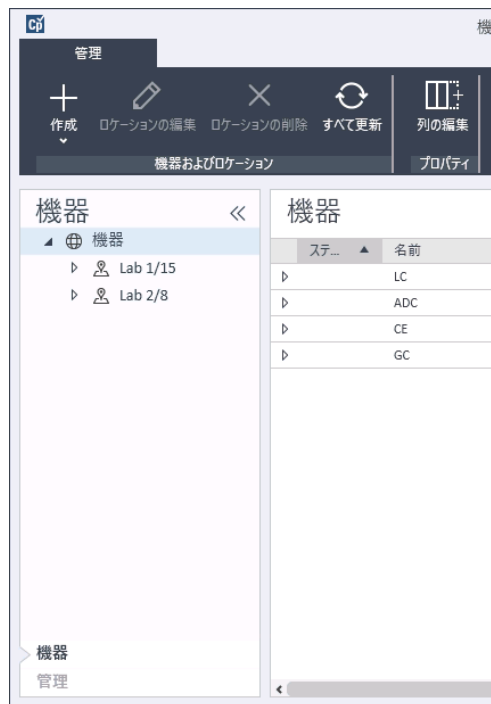 Cp
機
管理
作成
ロケーションの編集
ロケーションの削除
すべて更新
列の編集
機器およびロケーション
プロパティ
機器
機器
Lab 1/15
Lab 2/8
機器
ステ...
名前
LC
ADC
CE
GC
機器
管理